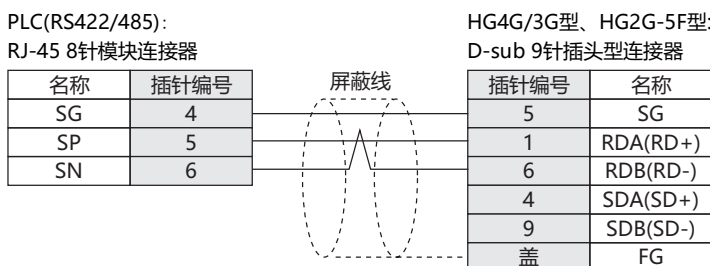 PLC(RS422/485):
RJ-45 8针模块连接器
名称 插针编号
SG 4
SP 5
SN 6
屏蔽线
HG4G/3G型、HG2G-5F型:
D-sub 9针插头型连接器
插针编号 名称
5 SG
1 RDA(RD+)
6 RDB(RD-)
4 SDA(SD+)
9 SDB(SD-)
盖 FG